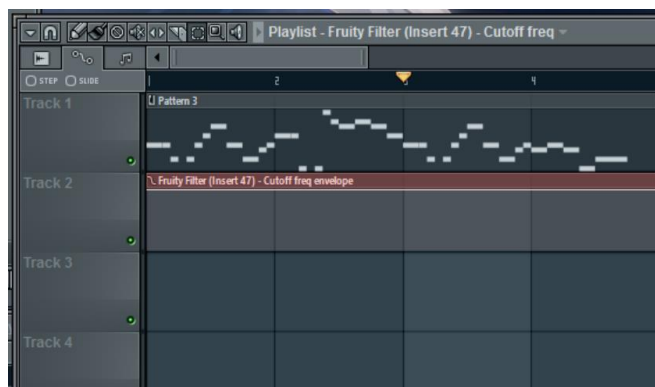 Playlist - Fruity Filter (Insert 47) - Cutoff freq
STEP SLIDE
2 3 4
Track 1
Pattern 3
Track 2
Fruity Filter (Insert 47) - Cutoff freq envelope
Track 3
Track 4